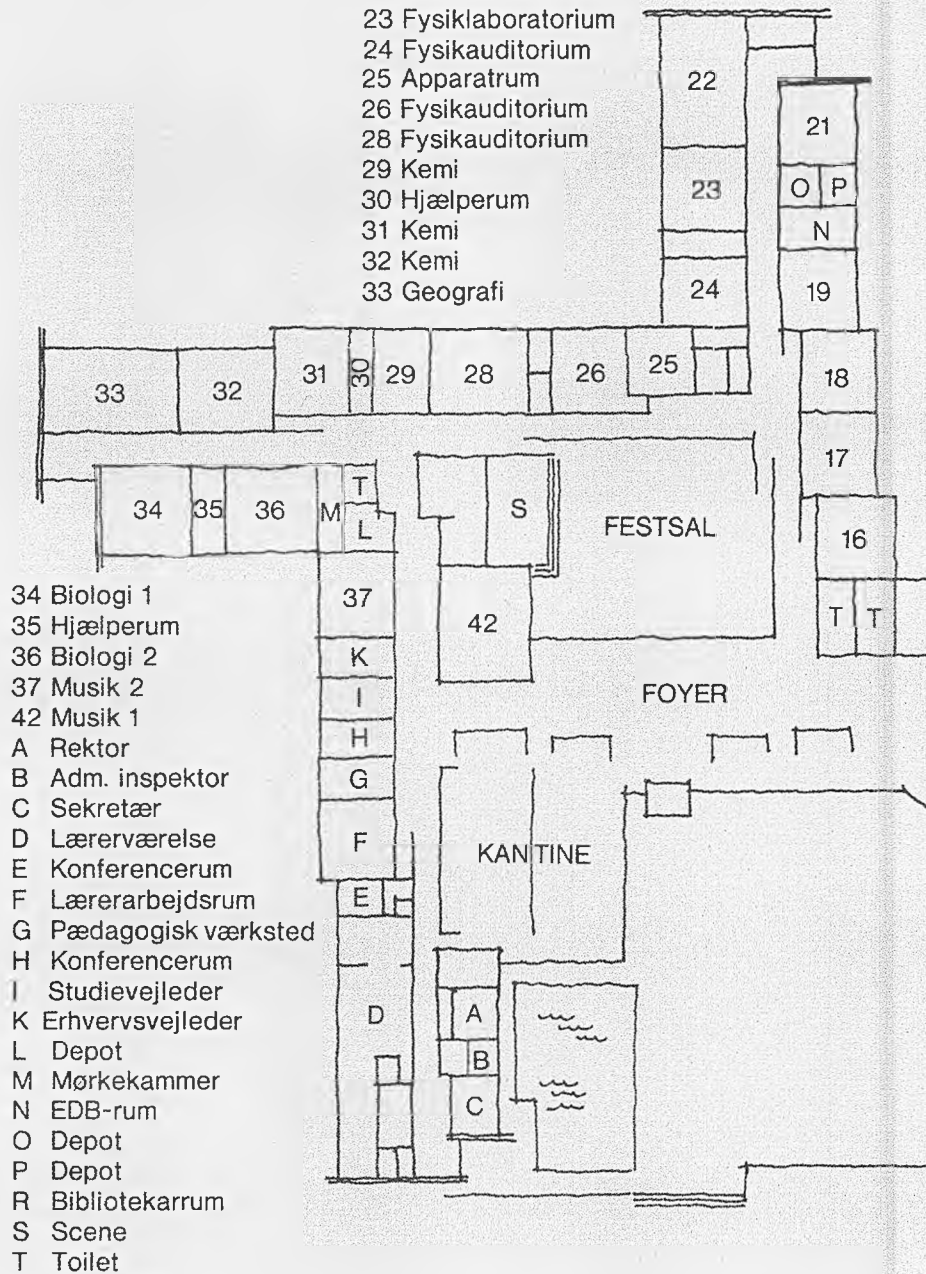 23 Fysiklaboratorium
24 Fysikauditorium
25 Apparatrum
26 Fysikauditorium
28 Fysikauditorium
29 Kemi
30 Hjælperum
31 Kemi
32 Kemi
33 Geografi
22
21
23
O P
N
24
19
33 32 31 30 29 28 26 25
18
17
34 35 36 M T L
S
FESTSAL
16
T T
37
42
K
I
FOYER
H
G
F
KANTINE
E
D
A
B
C
34 Biologi 1
35 Hjælperum
36 Biologi 2
37 Musik 2
42 Musik 1
A Rektor
B Adm. inspektor
C Sekretær
D Lærerværelse
E Konferencerum
F Lærerarbejdsrum
G Pædagogisk værksted
H Konferencerum
I Studievejleder
K Erhvervsvejleder
L Depot
M Mørkekammer
N EDB-rum
O Depot
P Depot
R Bibliotekarrum
S Scene
T Toilet